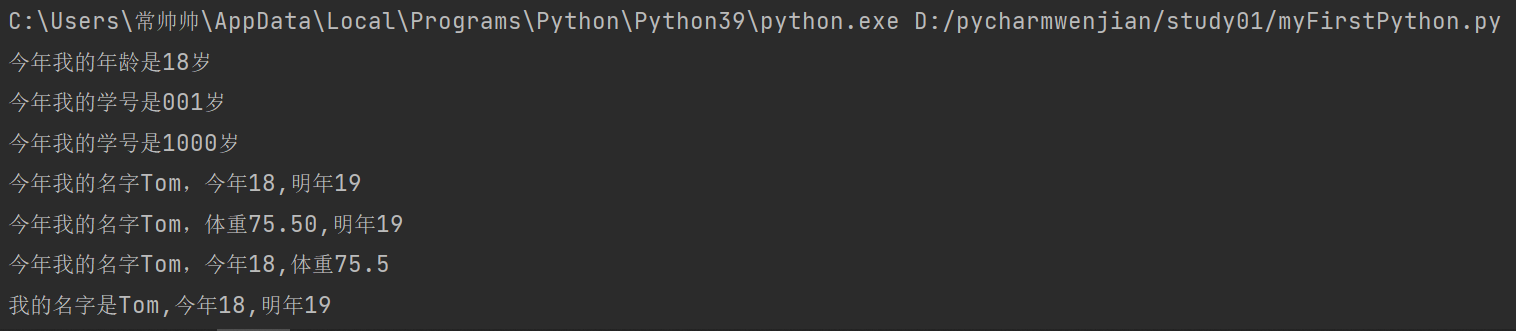 C:\Users\常帅帅\AppData\Local\Programs\Python\Python39\python.exe D:/pycharmwenjian/study01/myFirstPython.py
今年我的年龄是18岁
今年我的学号是001岁
今年我的学号是1000岁
今年我的名字Tom，今年18,明年19
今年我的名字Tom，体重75.50,明年19
今年我的名字Tom，今年18,体重75.5
我的名字是Tom,今年18,明年19